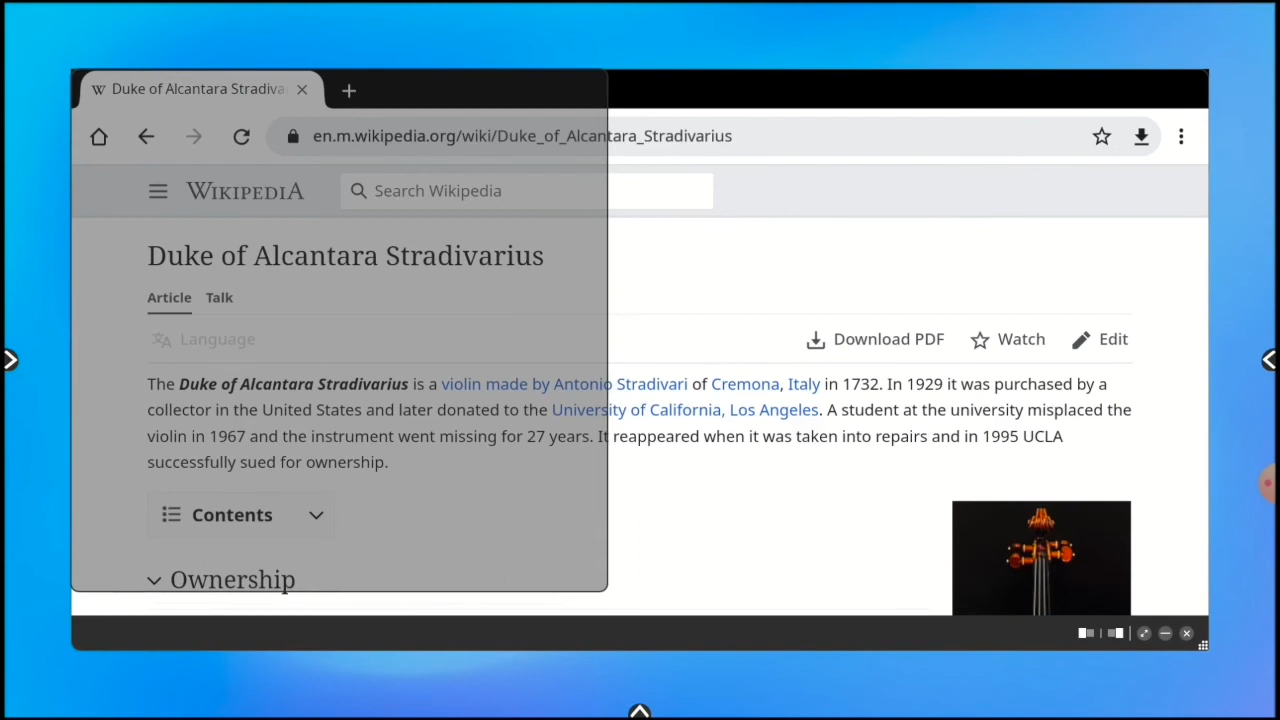 Duke of Alcantara Stradiva
en.m.wikipedia.org/wiki/Duke_of_Alcantara_Stradivarius
WIKIPEDIA
Search Wikipedia
Duke of Alcantara Stradivarius
Article Talk
Language
Download PDF Watch Edit
The Duke of Alcantara Stradivarius is a violin made by Antonio Stradivari of Cremona, Italy in 1732. In 1929 it was purchased by a
collector in the United States and later donated to the University of California, Los Angeles. A student at the university misplaced the
violin in 1967 and the instrument went missing for 27 years. It reappeared when it was taken into repairs and in 1995 UCLA
successfully sued for ownership.
Contents
Ownership